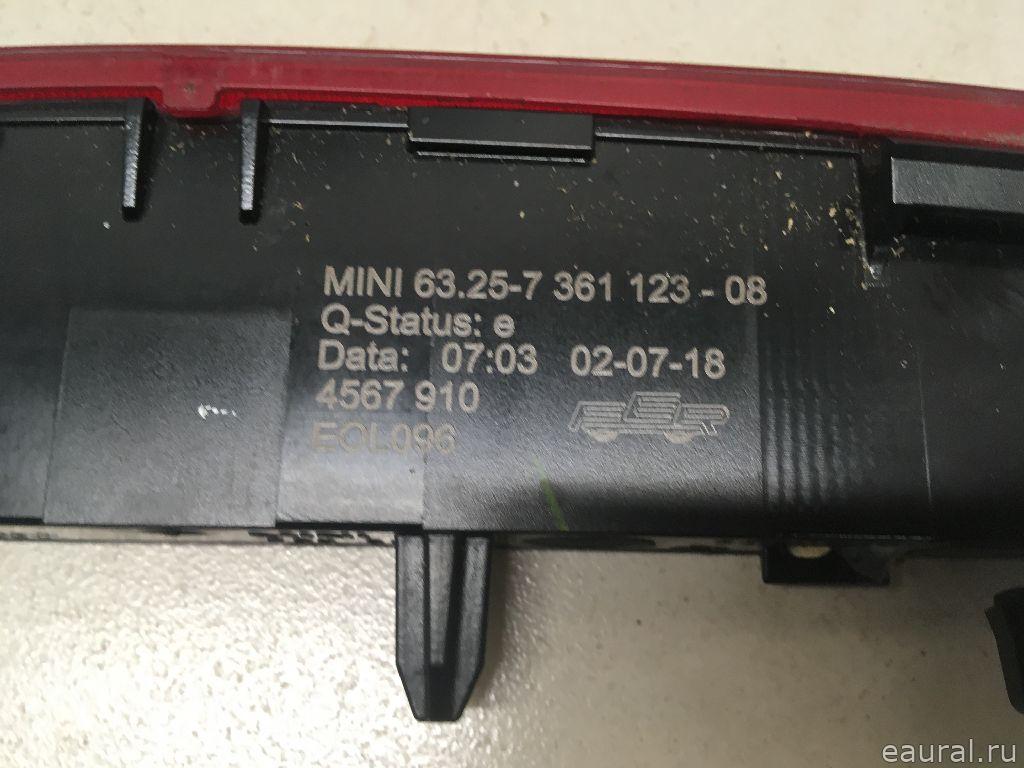 MINI 63.25-7 361 123 - 08
Q-Status: e
Data: 07:03 02-07-18
4567 910
FER
EOL096
eaural.ru